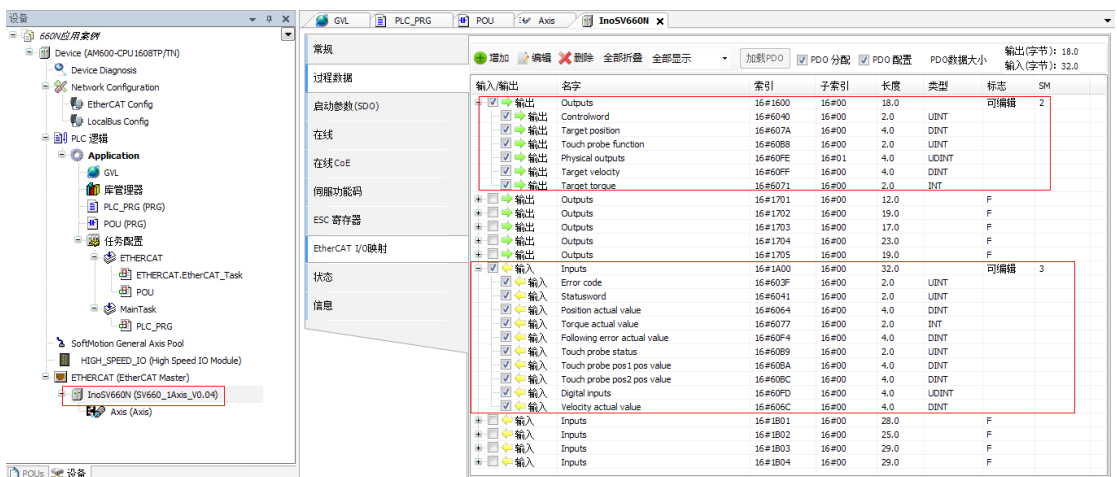 设备
660N应用案例
Device (AM600-CPU1608TP/TN)
Device Diagnosis
Network Configuration
EtherCAT Config
LocalBus Config
PLC 逻辑
Application
GVL
库管理器
PLC_PRG (PRG)
POU (PRG)
任务配置
ETHERCAT
ETHERCAT.EtherCAT_Task
POU
MainTask
PLC_PRG
SoftMotion General Axis Pool
HIGH_SPEED_IO (High Speed IO Module)
ETHERCAT (EtherCAT Master)
InoSV660N (SV660_1Axis_V0.04)
Axis (Axis)
POUs 设备
GVL PLC_PRG POU Axis InoSV660N
常规
过程数据
启动参数(SDO)
在线
在线CoE
伺服功能码
ESC 寄存器
EtherCAT I/O映射
状态
信息
增加 编辑 删除 全部折叠 全部显示 加载PDO PDO 分配 PDO 配置 PDO数据大小 输出(字节): 18.0
输入(字节): 32.0
输入/输出 名字 索引 子索引 长度 类型 标志 SM
输出 Outputs 16#1600 16#00 18.0 可编辑 2
输出 Controlword 16#6040 16#00 2.0 UINT
输出 Target position 16#607A 16#00 4.0 DINT
输出 Touch probe function 16#60B8 16#00 2.0 UINT
输出 Physical outputs 16#60FE 16#01 4.0 UDINT
输出 Target velocity 16#60FF 16#00 4.0 DINT
输出 Target torque 16#6071 16#00 2.0 INT
输出 Outputs 16#1701 16#00 12.0 F
输出 Outputs 16#1702 16#00 19.0 F
输出 Outputs 16#1703 16#00 17.0 F
输出 Outputs 16#1704 16#00 23.0 F
输出 Outputs 16#1705 16#00 19.0 F
输入 Inputs 16#1A00 16#00 32.0 可编辑 3
输入 Error code 16#603F 16#00 2.0 UINT
输入 Statusword 16#6041 16#00 2.0 UINT
输入 Position actual value 16#6064 16#00 4.0 DINT
输入 Torque actual value 16#6077 16#00 2.0 INT
输入 Following error actual value 16#60F4 16#00 4.0 DINT
输入 Touch probe status 16#60B9 16#00 2.0 UINT
输入 Touch probe pos1 pos value 16#60BA 16#00 4.0 DINT
输入 Touch probe pos2 pos value 16#60BC 16#00 4.0 DINT
输入 Digital inputs 16#60FD 16#00 4.0 UDINT
输入 Velocity actual value 16#606C 16#00 4.0 DINT
输入 Inputs 16#1B01 16#00 28.0 F
输入 Inputs 16#1B02 16#00 25.0 F
输入 Inputs 16#1B03 16#00 29.0 F
输入 Inputs 16#1B04 16#00 29.0 F